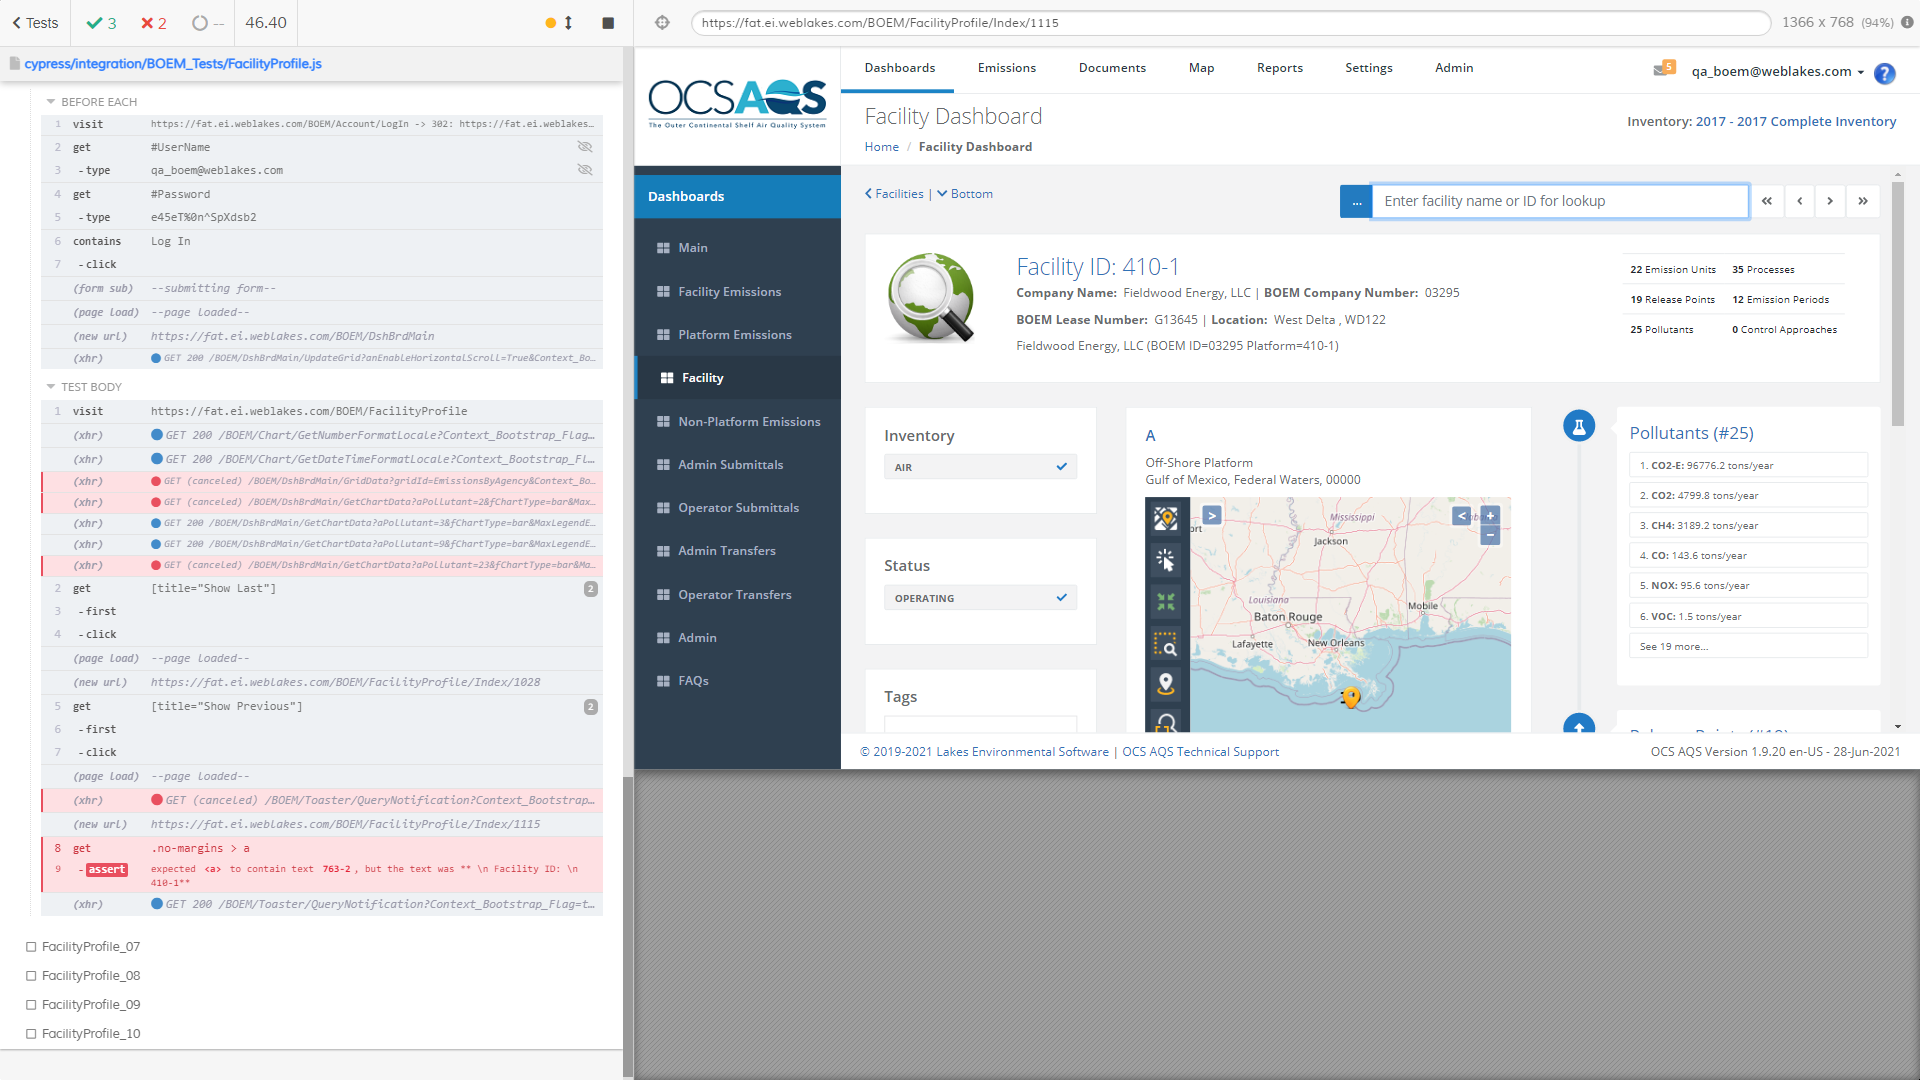 Tests
3
2
--
46.40
cypress/integration/BOEM_Tests/FacilityProfile.js
BEFORE EACH
1 visit https://fat.ei.weblakes.com/BOEM/Account/LogIn -> 302: https://fat.ei.weblakes...
2 get #UserName
3 -type qa_boem@weblakes.com
4 get #Password
5 -type e45eT%0n^SpXdsb2
6 contains Log In
7 -click
(form sub) --submitting form--
(page load) --page loaded--
(new url) https://fat.ei.weblakes.com/BOEM/DshBrdMain
(xhr) GET 200 /BOEM/DshBrdMain/UpdateGrid?anEnableHorizontalScroll=True&Context_Bo...
TEST BODY
1 visit https://fat.ei.weblakes.com/BOEM/FacilityProfile
(xhr) GET 200 /BOEM/Chart/GetNumberFormatLocale?Context_Bootstrap_Flag...
(xhr) GET 200 /BOEM/Chart/GetDateTimeFormatLocale?Context_Bootstrap_Fl...
(xhr) GET (canceled) /BOEM/DshBrdMain/GridData?gridId=EmissionsByAgency&Context_Bo...
(xhr) GET (canceled) /BOEM/DshBrdMain/GetChartData?aPollutant=2&fChartType=bar&Max...
(xhr) GET 200 /BOEM/DshBrdMain/GetChartData?aPollutant=3&fChartType=bar&MaxLegendE...
(xhr) GET 200 /BOEM/DshBrdMain/GetChartData?aPollutant=9&fChartType=bar&MaxLegendE...
(xhr) GET (canceled) /BOEM/DshBrdMain/GetChartData?aPollutant=23&fChartType=bar&Ma...
2 get [title="Show Last"] 2
3 -first
4 -click
(page load) --page loaded--
(new url) https://fat.ei.weblakes.com/BOEM/FacilityProfile/Index/1028
5 get [title="Show Previous"] 2
6 -first
7 -click
(page load) --page loaded--
(xhr) GET (canceled) /BOEM/Toaster/QueryNotification?Context_Bootstrap...
(new url) https://fat.ei.weblakes.com/BOEM/FacilityProfile/Index/1115
8 get .no-margins > a
9 -assert expected <a> to contain text 763-2, but the text was ** \n Facility ID: \n
410-1**
(xhr) GET 200 /BOEM/Toaster/QueryNotification?Context_Bootstrap_Flag=t...
FacilityProfile_07
FacilityProfile_08
FacilityProfile_09
FacilityProfile_10
https://fat.ei.weblakes.com/BOEM/FacilityProfile/Index/1115
1366 x 768 (94%)
OCSAQS
The Outer Continental Shelf Air Quality System
Dashboards
Emissions
Documents
Map
Reports
Settings
Admin
5
qa_boem@weblakes.com
?
Facility Dashboard
Home / Facility Dashboard
Inventory: 2017 - 2017 Complete Inventory
Dashboards
Main
Facility Emissions
Platform Emissions
Facility
Non-Platform Emissions
Admin Submittals
Operator Submittals
Admin Transfers
Operator Transfers
Admin
FAQs
Facilities | Bottom
... Enter facility name or ID for lookup
Facility ID: 410-1
Company Name: Fieldwood Energy, LLC | BOEM Company Number: 03295
BOEM Lease Number: G13645 | Location: West Delta , WD122
Fieldwood Energy, LLC (BOEM ID=03295 Platform=410-1)
22 Emission Units 35 Processes
19 Release Points 12 Emission Periods
25 Pollutants 0 Control Approaches
Inventory
AIR
Status
OPERATING
Tags
A
Off-Shore Platform
Gulf of Mexico, Federal Waters, 00000
Mississippi
ort
Jackson
Louisiana
Mobile
Baton Rouge
Lafayette
New Orleans
Pollutants (#25)
1. CO2-E: 96776.2 tons/year
2. CO2: 4799.8 tons/year
3. CH4: 3189.2 tons/year
4. CO: 143.6 tons/year
5. NOX: 95.6 tons/year
6. VOC: 1.5 tons/year
See 19 more...
© 2019-2021 Lakes Environmental Software | OCS AQS Technical Support
OCS AQS Version 1.9.20 en-US - 28-Jun-2021